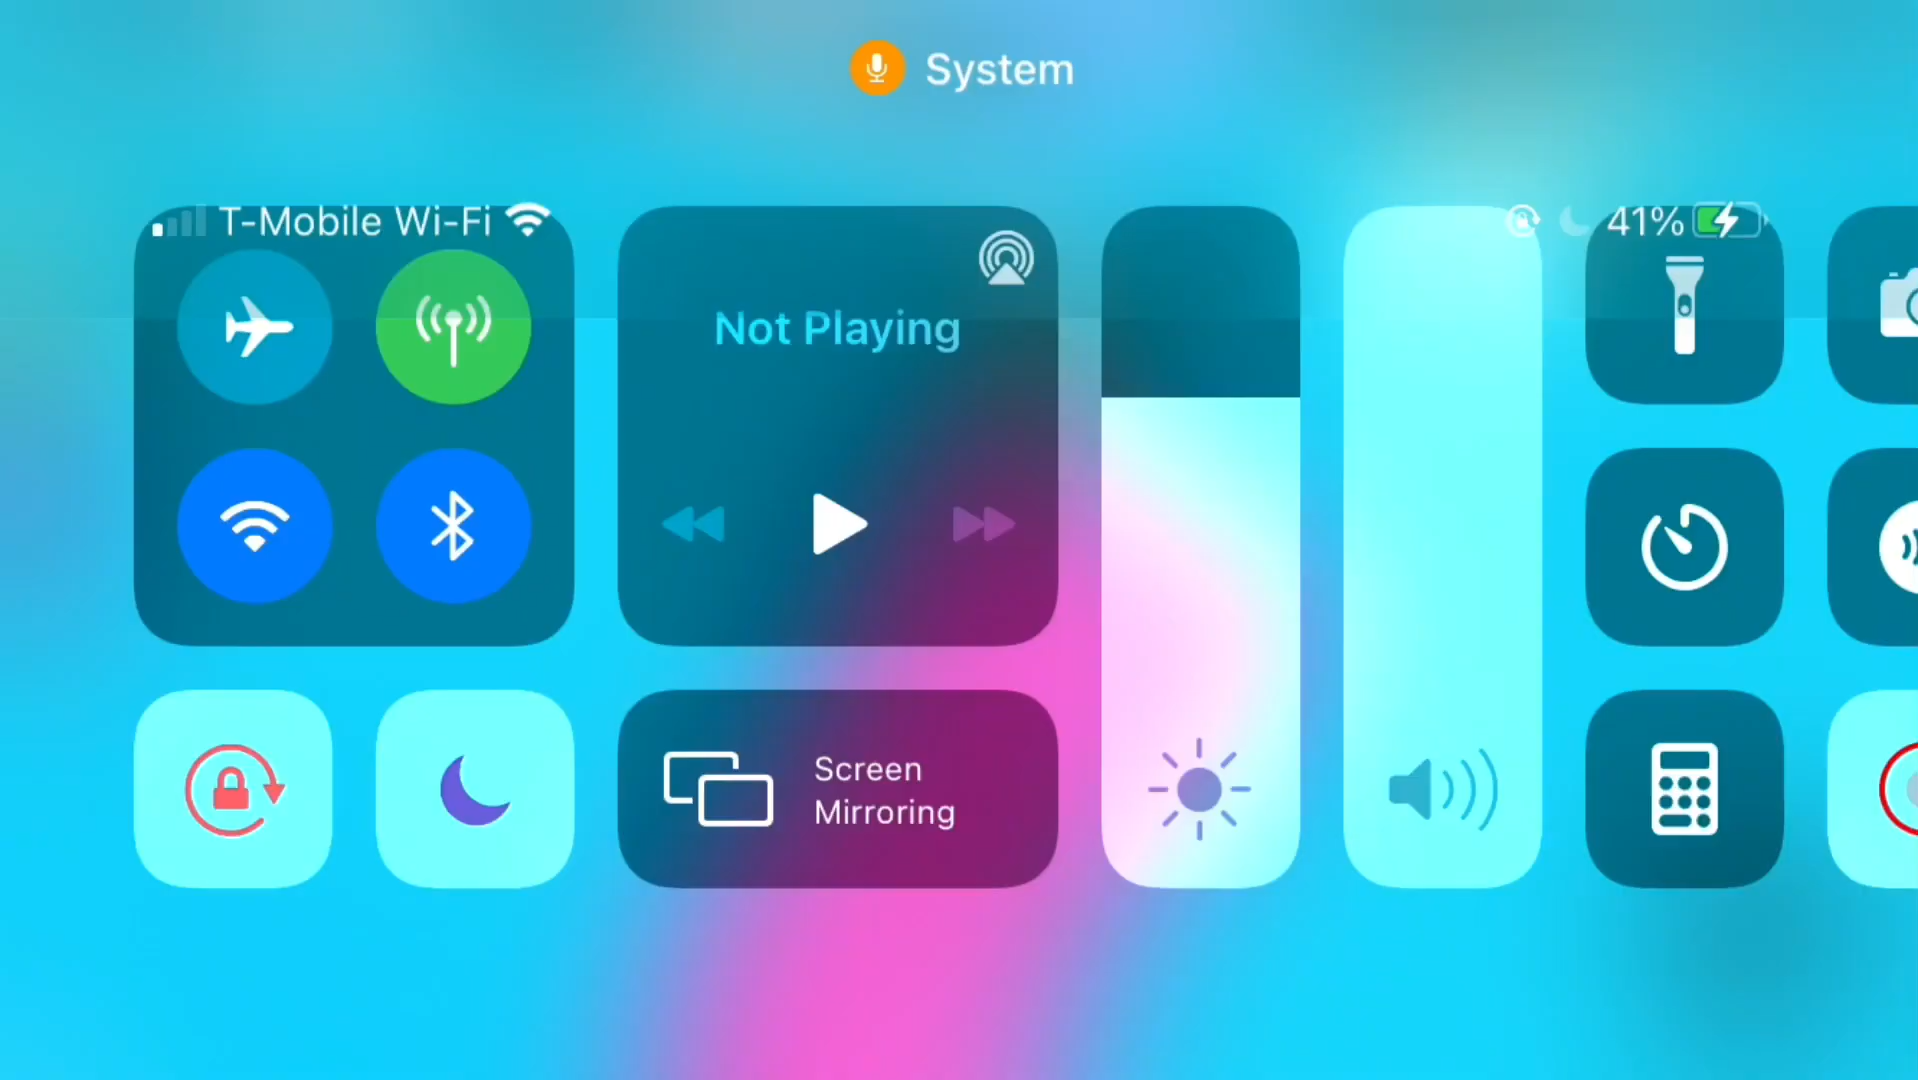 System
T-Mobile Wi-Fi
41%
Not Playing
Screen
Mirroring